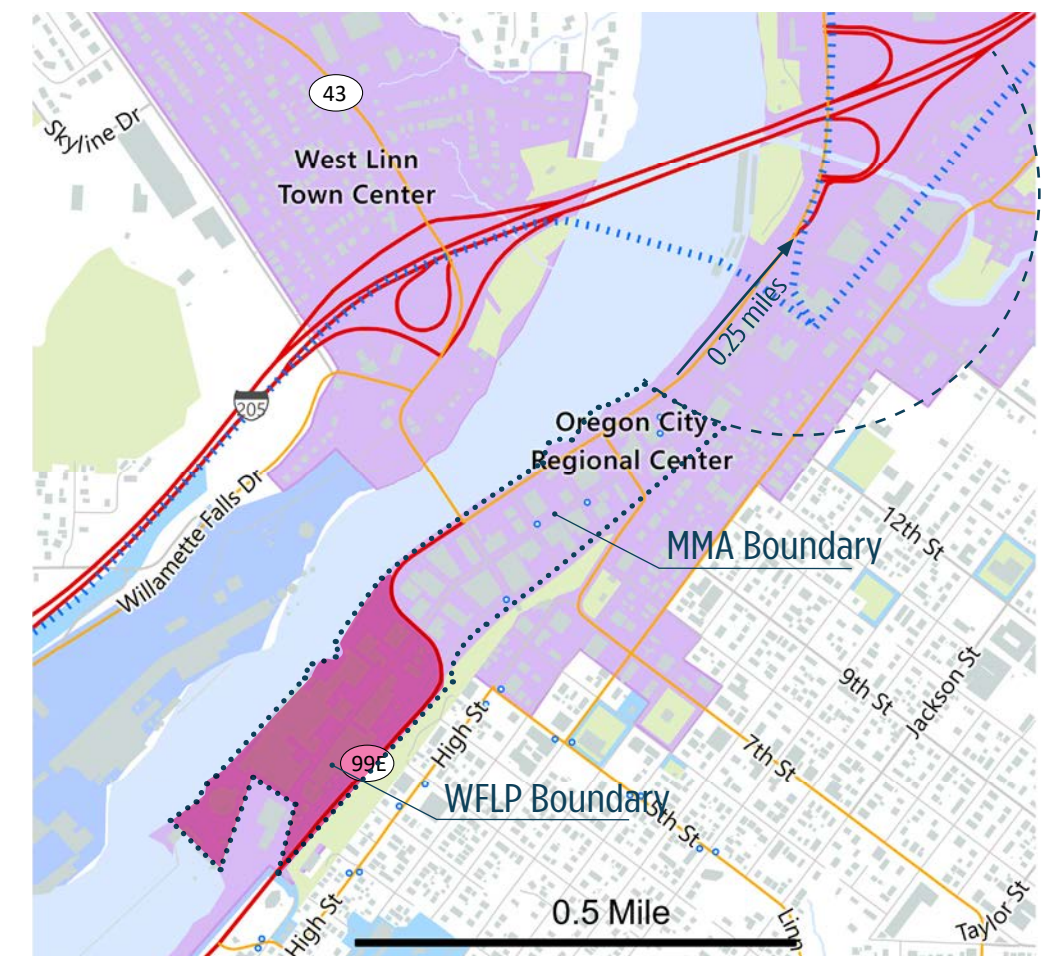 43
Skyline Dr
West Linn
Town Center
0.25 miles
205
Oregon City
Regional Center
Willamette Falls Dr
12th St
MMA Boundary
9th St
Jackson St
High St
7th St
99E
WFLP Boundary
5th St
High St
0.5 Mile
Linn
Taylor St